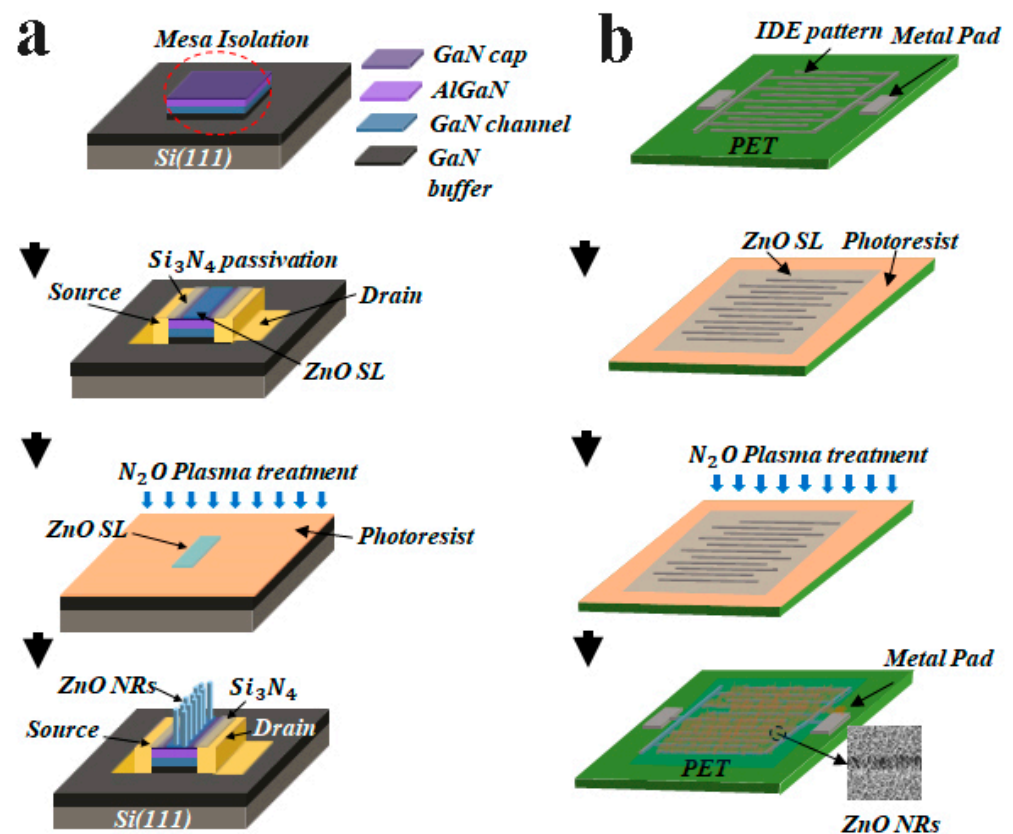 a
Mesa Isolation
GaN cap
AlGaN
GaN channel
GaN
buffer
Si(111)
Si₃N₄ passivation
Source
Drain
ZnO SL
N₂O Plasma treatment
ZnO SL
Photoresist
ZnO NRs
Si₃N₄
Source
Drain
Si(111)
b
IDE pattern
Metal Pad
PET
ZnO SL
Photoresist
N₂O Plasma treatment
Metal Pad
PET
ZnO NRs